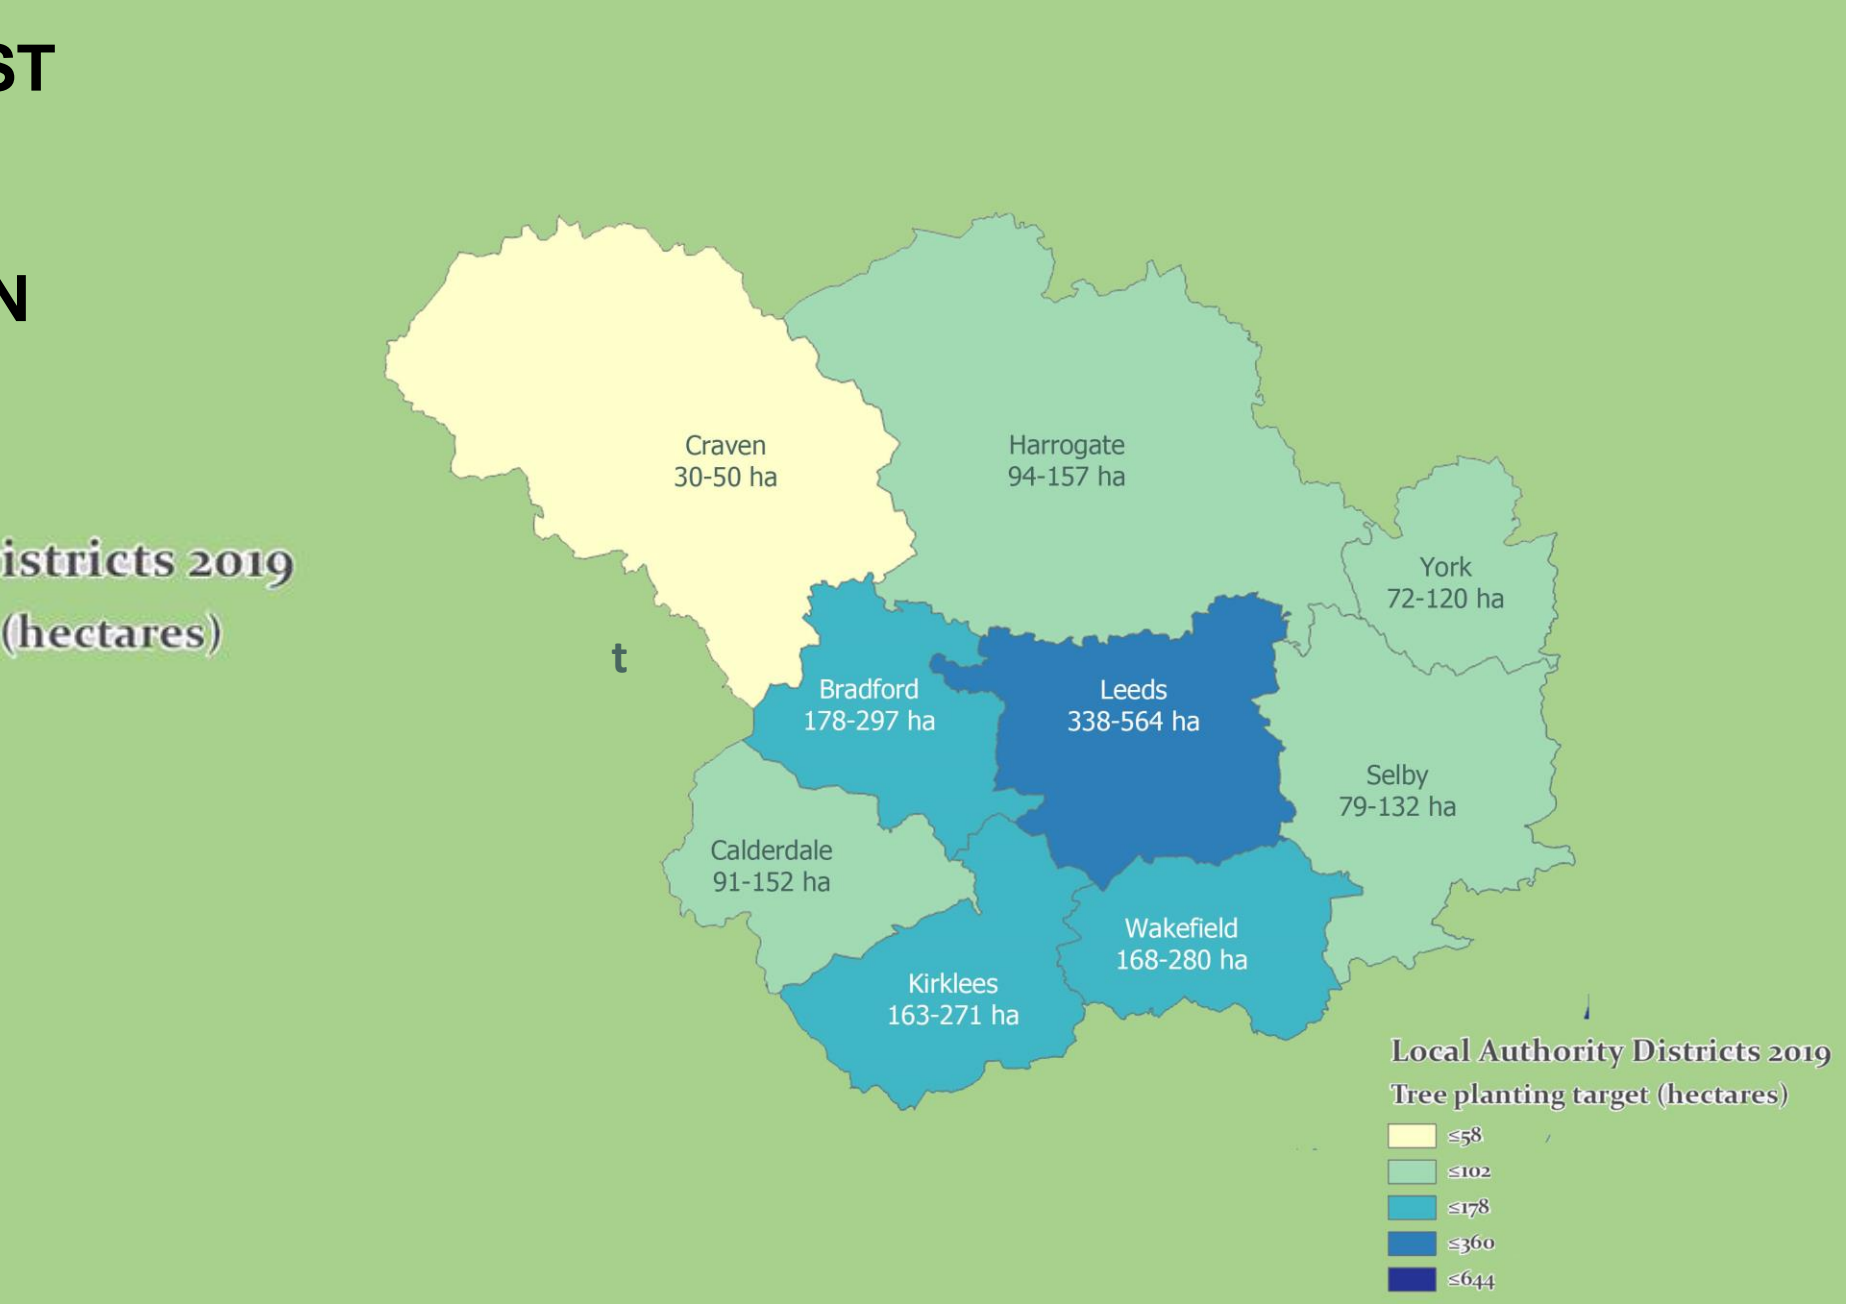 ST
N
istricts 2019
(hectares)
t
Craven
30-50 ha
Harrogate
94-157 ha
York
72-120 ha
Bradford
178-297 ha
Leeds
338-564 ha
Selby
79-132 ha
Calderdale
91-152 ha
Wakefield
168-280 ha
Kirklees
163-271 ha
Local Authority Districts 2019
Tree planting target (hectares)
≤58
≤102
≤178
≤360
≤644